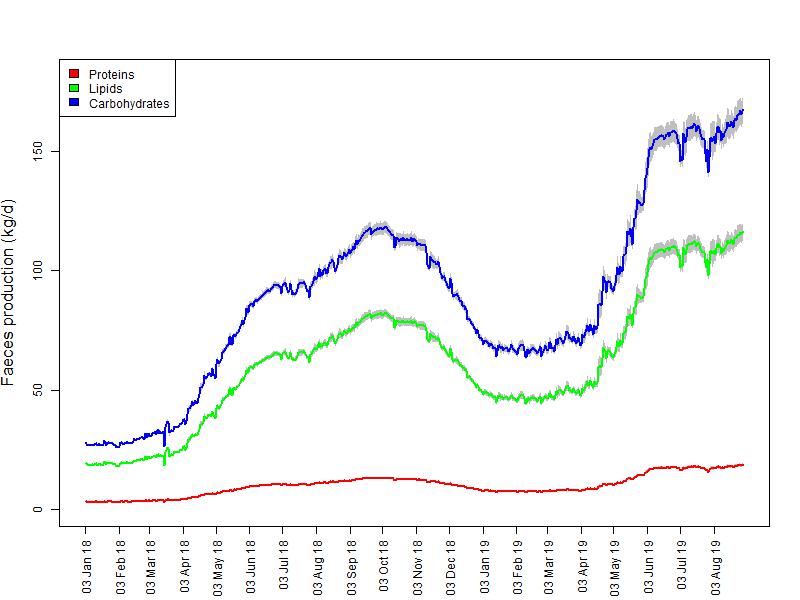 Proteins
Lipids
Carbohydrates
Faeces production (kg/d)
150
100
50
0
03 Jan 18
03 Feb 18
03 Mar 18
03 Apr 18
03 May 18
03 Jun 18
03 Jul 18
03 Aug 18
03 Sep 18
03 Oct 18
03 Nov 18
03 Dec 18
03 Jan 19
03 Feb 19
03 Mar 19
03 Apr 19
03 May 19
03 Jun 19
03 Jul 19
03 Aug 19